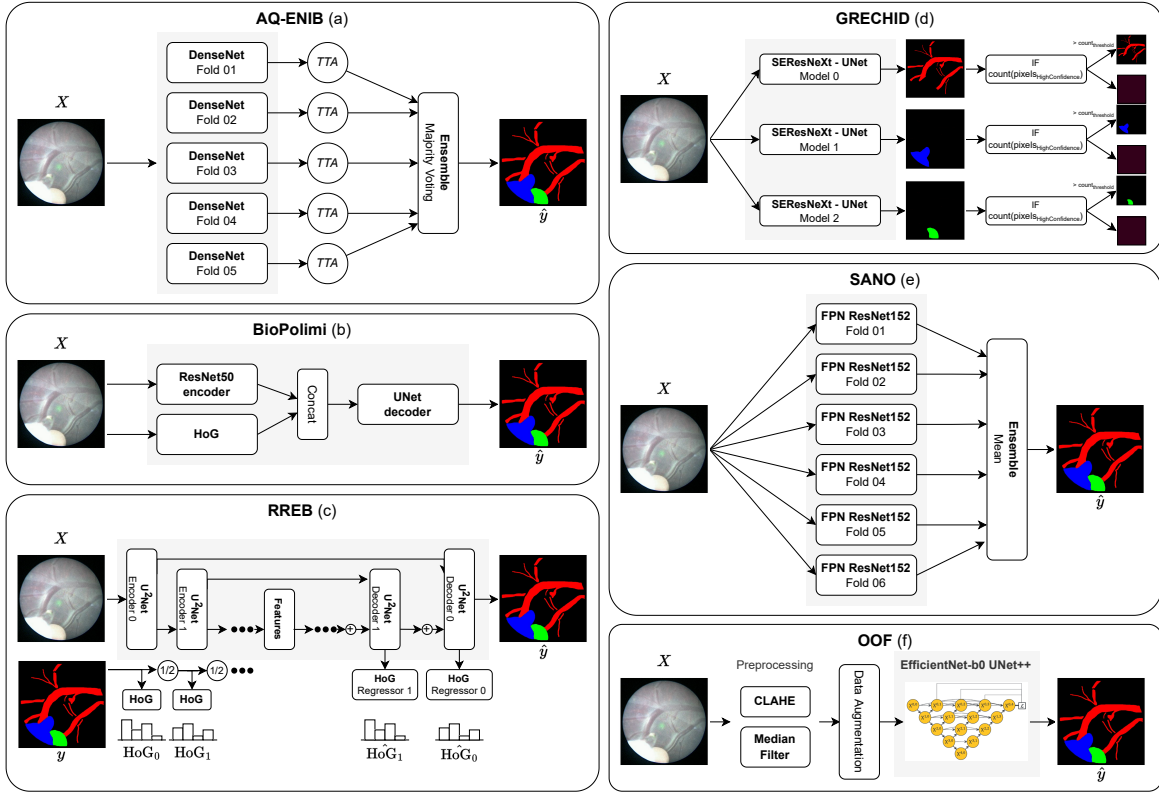 AQ-ENIB (a)
X
DenseNet
Fold 01
TTA
DenseNet
Fold 02
TTA
DenseNet
Fold 03
TTA
DenseNet
Fold 04
TTA
DenseNet
Fold 05
TTA
Ensemble
Majority Voting
ŷ
BioPolimi (b)
X
ResNet50
encoder
HoG
Concat
UNet
decoder
ŷ
RREB (c)
X
U²Net
Encoder 0
U²Net
Encoder 1
Features
+
U²Net
Decoder 1
+
U²Net
Decoder 0
ŷ
1/2
1/2
HoG
HoG
HoG
Regressor 1
HoG
Regressor 0
y
HoG₀
HoG₁
HoĜ₁
HoĜ₀
GRECHID (d)
X
SEResNeXt - UNet
Model 0
IF
count(pixels_HighConfidence)
> count_threshold
SEResNeXt - UNet
Model 1
IF
count(pixels_HighConfidence)
> count_threshold
SEResNeXt - UNet
Model 2
IF
count(pixels_HighConfidence)
> count_threshold
SANO (e)
X
FPN ResNet152
Fold 01
FPN ResNet152
Fold 02
FPN ResNet152
Fold 03
FPN ResNet152
Fold 04
FPN ResNet152
Fold 05
FPN ResNet152
Fold 06
Ensemble
Mean
ŷ
OOF (f)
X
Preprocessing
CLAHE
Median
Filter
Data Augmentation
EfficientNet-b0 UNet++
ŷ